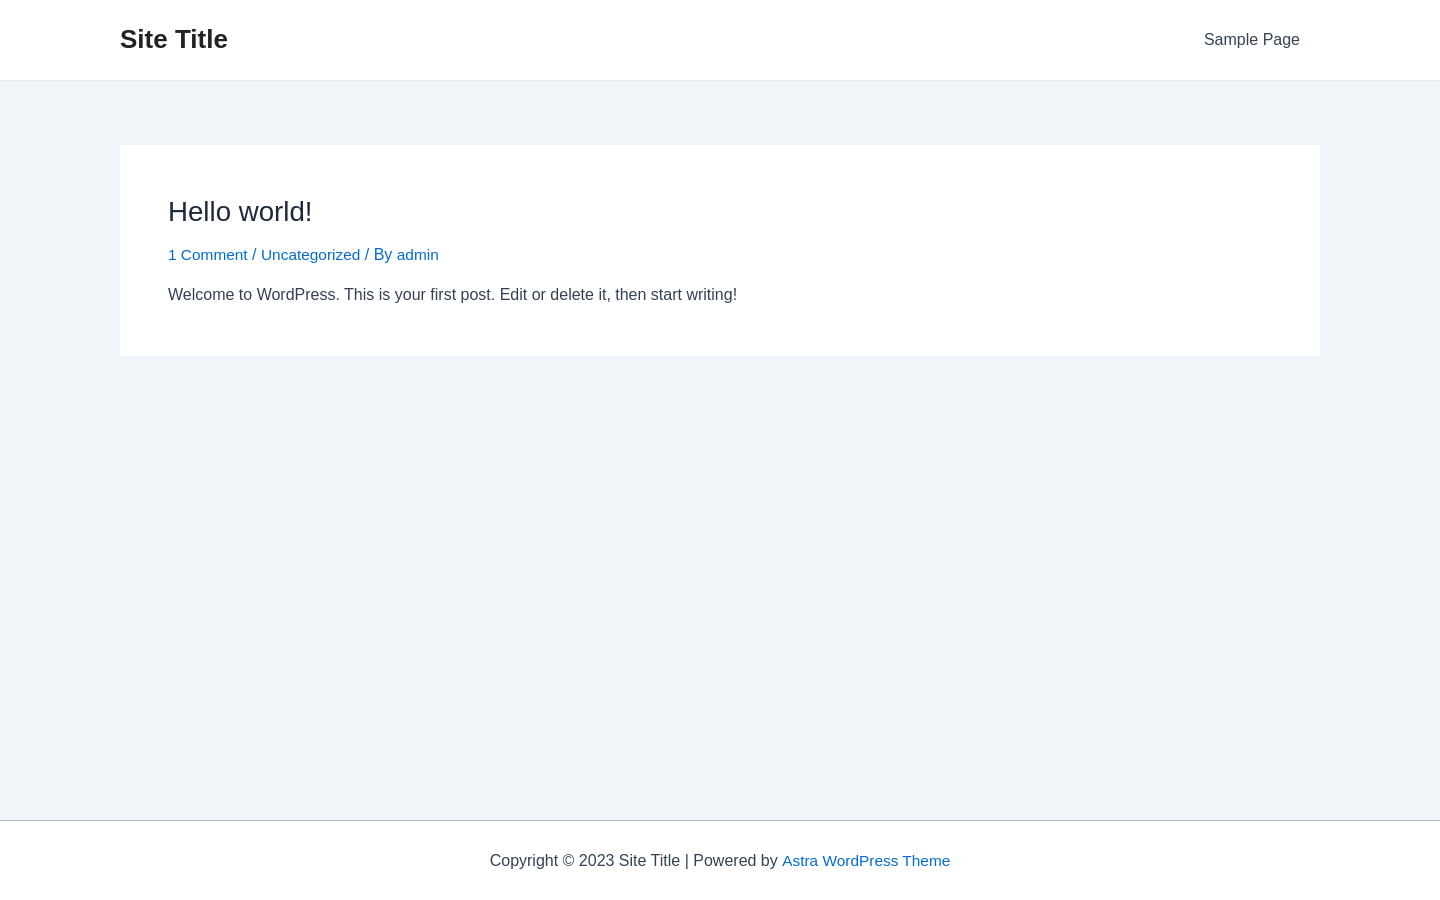 Site Title
Sample Page
Hello world!
1 Comment / Uncategorized / By admin
Welcome to WordPress. This is your first post. Edit or delete it, then start writing!
Copyright © 2023 Site Title | Powered by Astra WordPress Theme